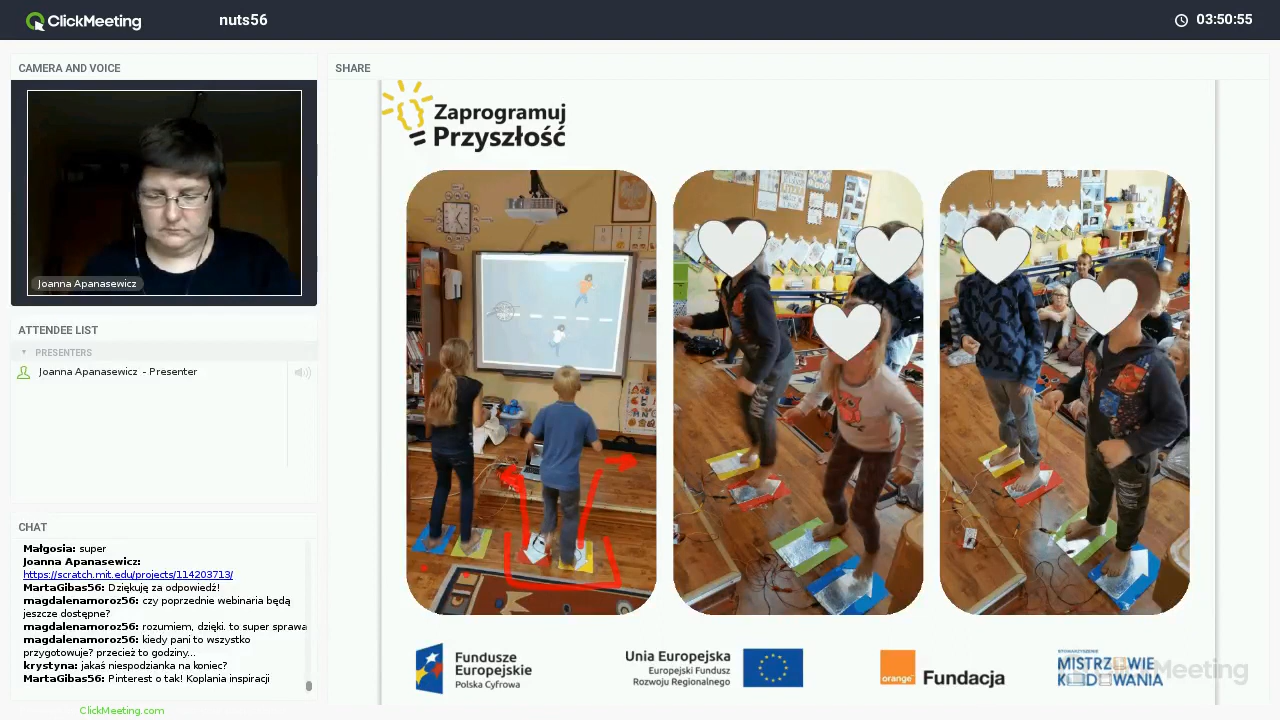 ClickMeeting
nuts56
03:50:55
CAMERA AND VOICE
SHARE
Joanna Apanasewicz
ATTENDEE LIST
PRESENTERS
Joanna Apanasewicz - Presenter
CHAT
Małgosia: super
Joanna Apanasewicz:
https://scratch.mit.edu/projects/114203713/
MartaGibas56: Dziękuję za odpowiedź!
magdalenamoroz56: czy poprzednie webinaria będą
jeszcze dostępne?
magdalenamoroz56: rozumiem, dzięki. to super sprawa
magdalenamoroz56: kiedy pani to wszystko
przygotowuje? przecież to godziny...
krystyna: jakaś niespodzianka na koniec?
MartaGibas56: Pinterest o tak! Koplania inspiracji
ClickMeeting.com
Zaprogramuj
Przyszłość
Fundusze
Europejskie
Polska Cyfrowa
Unia Europejska
Europejski Fundusz
Rozwoju Regionalnego
orange
Fundacja
STOWARZYSZENIE
MISTRZOWIE
KODOWANIA
ClickMeeting